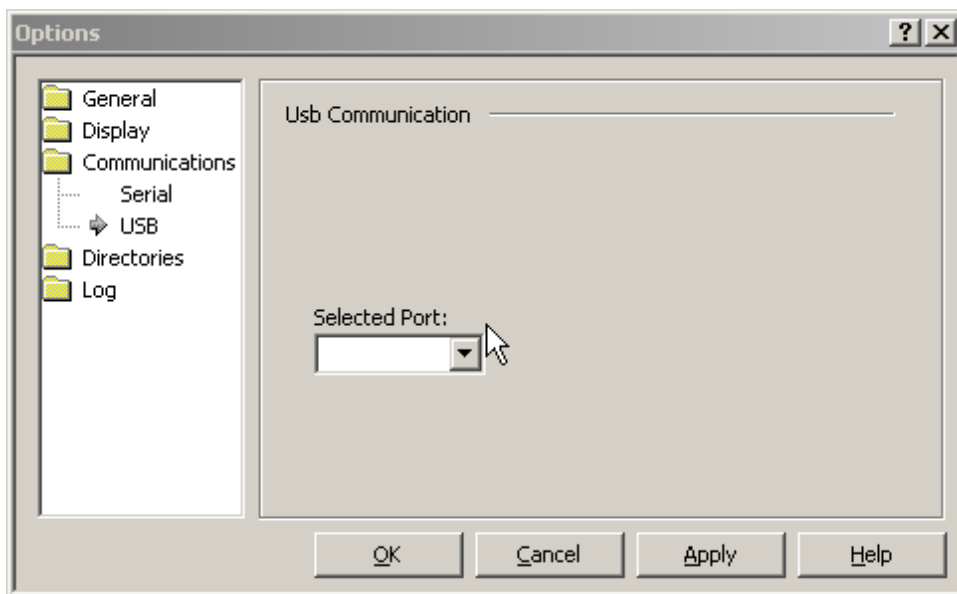 Options
General
Display
Communications
Serial
USB
Directories
Log
Usb Communication
Selected Port:
OK
Cancel
Apply
Help